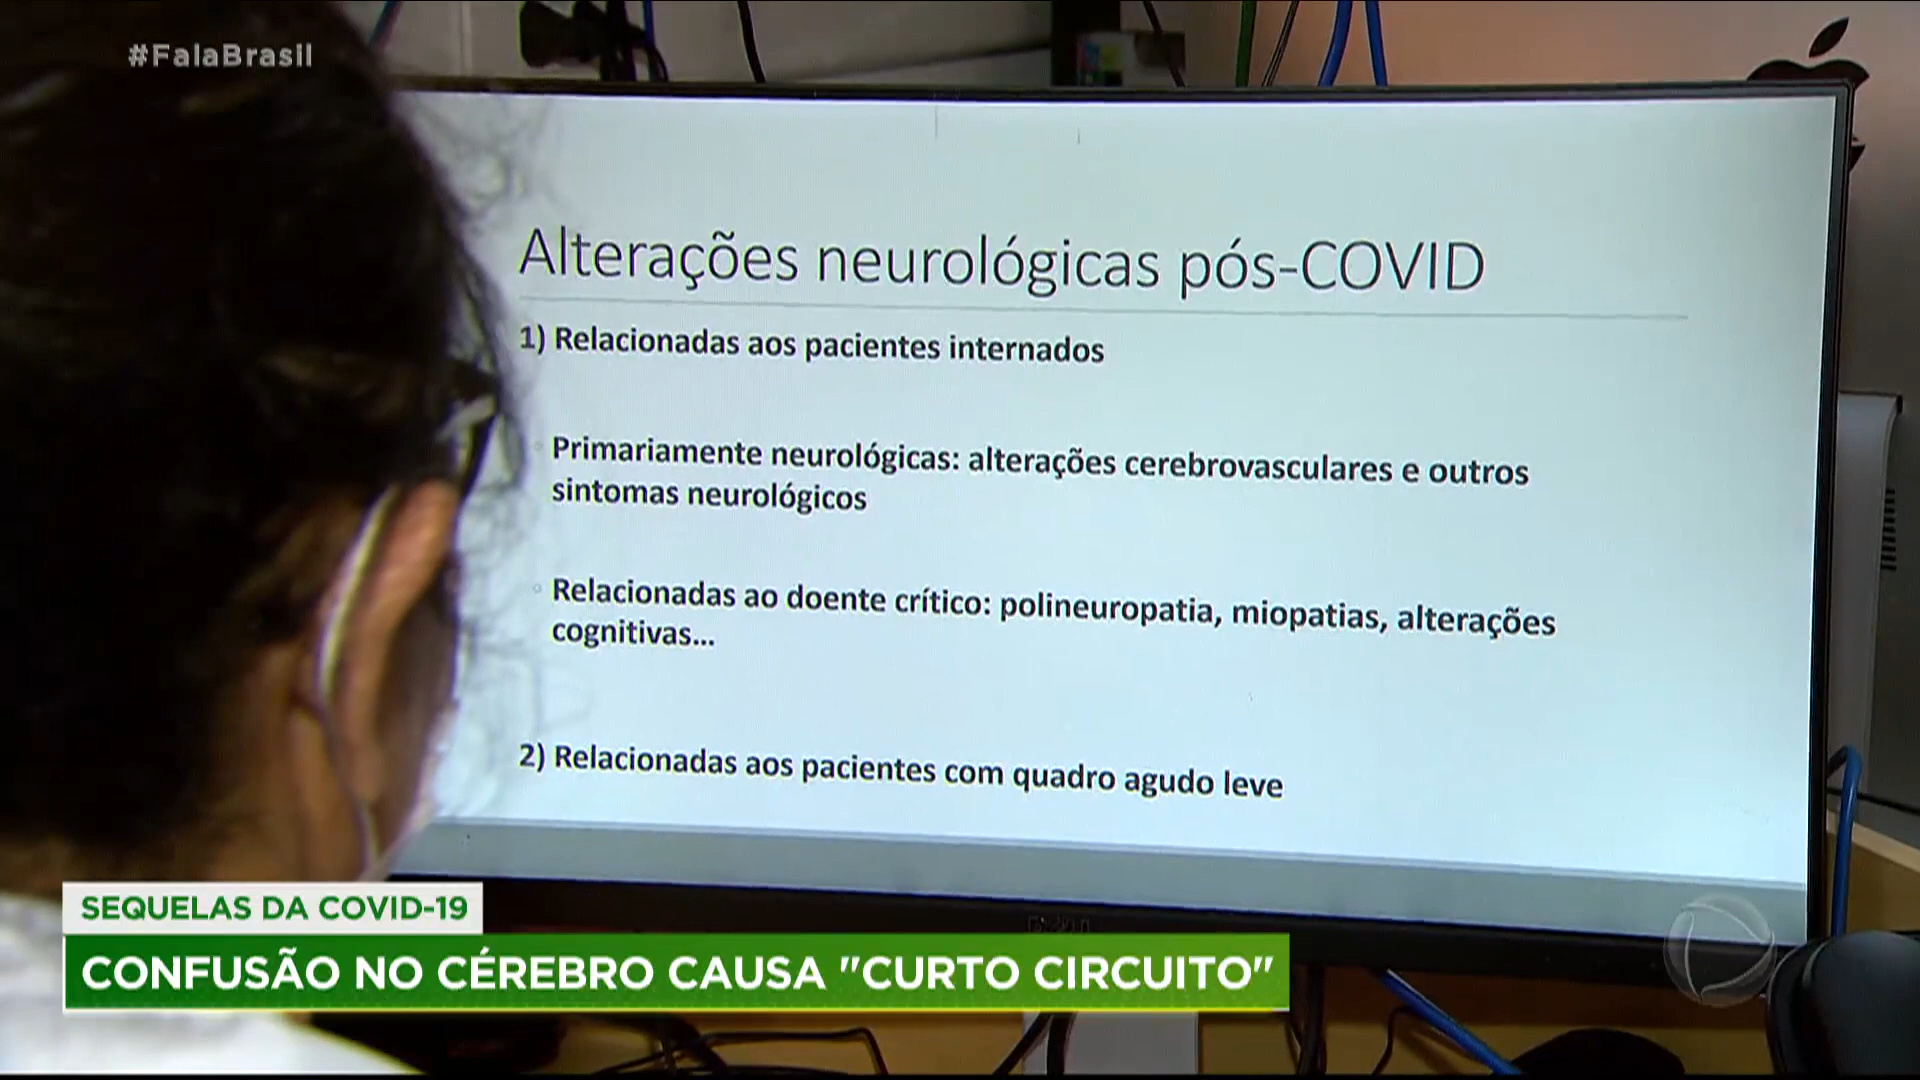 #FalaBrasil
Alterações neurológicas pós-COVID
1) Relacionadas aos pacientes internados
Primariamente neurológicas: alterações cerebrovasculares e outros
sintomas neurológicos
Relacionadas ao doente crítico: polineuropatia, miopatias, alterações
cognitivas...
2) Relacionadas aos pacientes com quadro agudo leve
SEQUELAS DA COVID-19
CONFUSÃO NO CÉREBRO CAUSA "CURTO CIRCUITO"